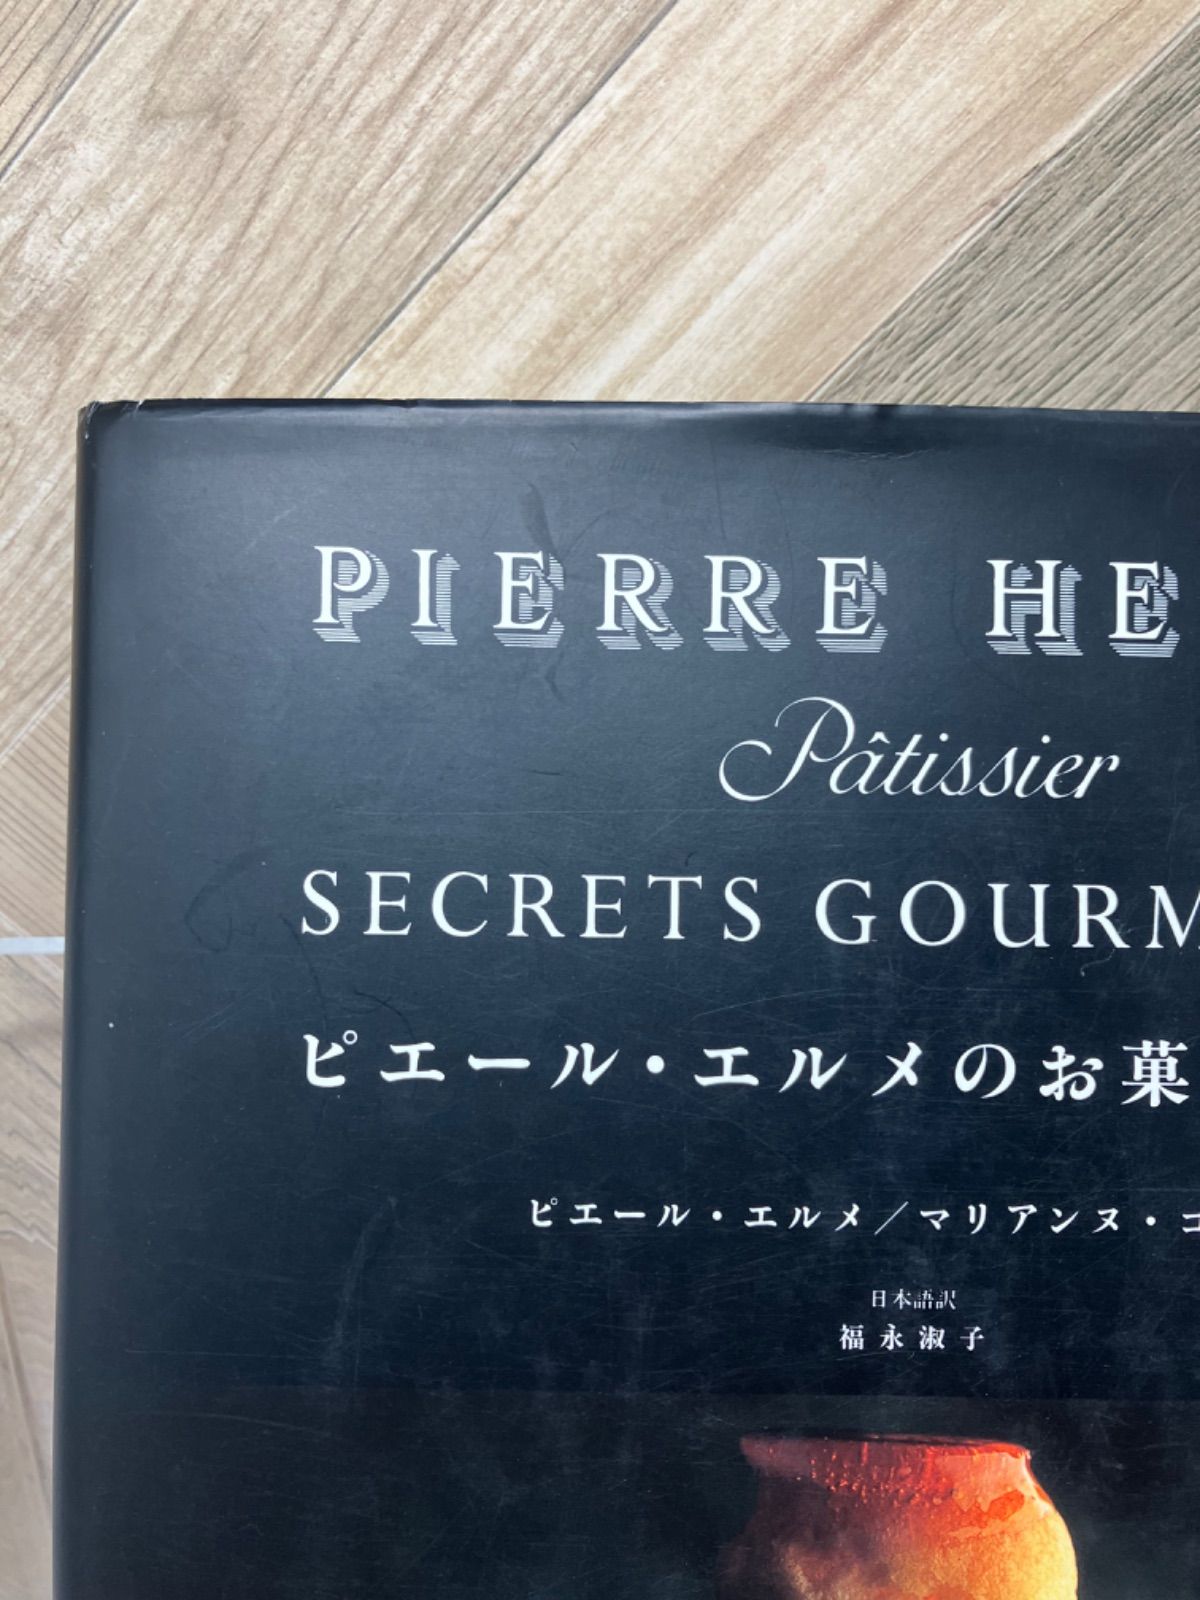 PIERRE HE
Pâtissier
SECRETS GOURM
ピエール・エルメのお菓
ピエール・エルメ／マリアンヌ・コ
日本語訳
福永淑子